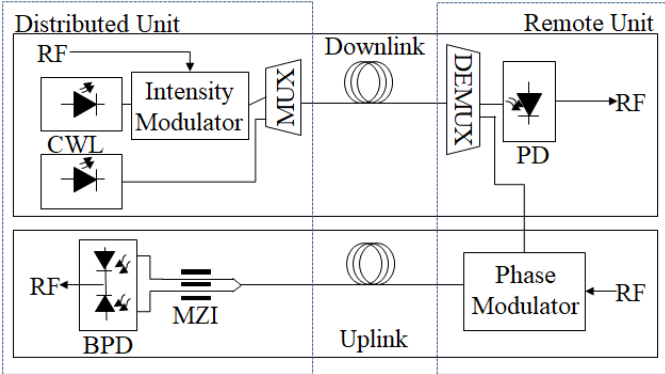 Distributed Unit
Remote Unit
RF
Downlink
Intensity
Modulator
MUX
DEMUX
RF
CWL
PD
RF
MZI
BPD
Phase
Modulator
RF
Uplink